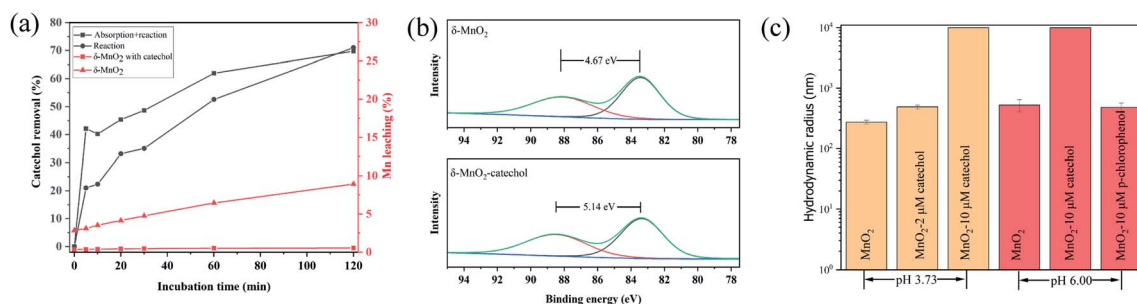 (a)
Absorption+reaction
Reaction
δ-MnO₂ with catechol
δ-MnO₂
Catechol removal (%)
80
70
60
50
40
30
20
10
0
Mn leaching (%)
30
25
20
15
10
5
0
0 20 40 60 80 100 120
Incubation time (min)
(b)
δ-MnO₂
4.67 eV
Intensity
94 92 90 88 86 84 82 80 78
δ-MnO₂-catechol
5.14 eV
Intensity
94 92 90 88 86 84 82 80 78
Binding energy (eV)
(c)
Hydrodynamic radius (nm)
10⁴
10³
10²
10¹
10⁰
MnO₂
MnO₂-2 μM catechol
MnO₂-10 μM catechol
MnO₂
MnO₂-10 μM catechol
MnO₂-10 μM p-chlorophenol
pH 3.73
pH 6.00